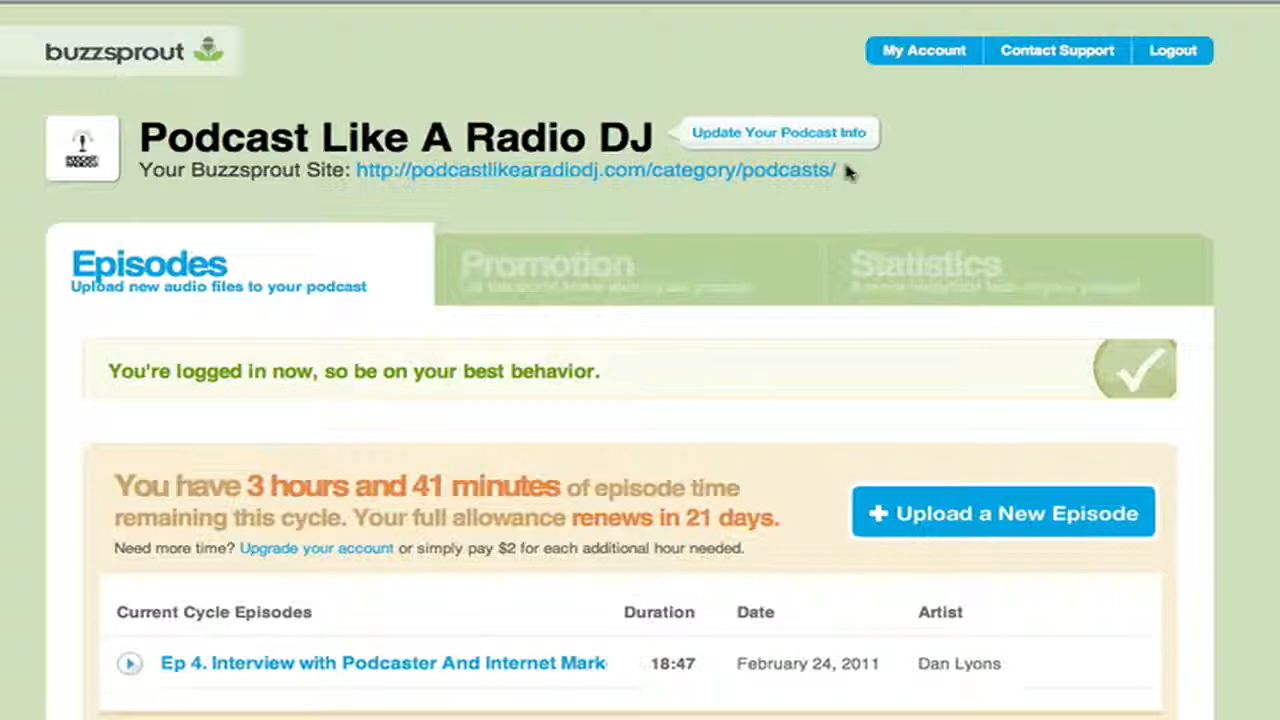 buzzsprout
My Account Contact Support Logout
Podcast Like A Radio DJ
Update Your Podcast Info
Your Buzzsprout Site: http://podcastlikearadiodj.com/category/podcasts/
Episodes
Upload new audio files to your podcast
Promotion
Statistics
You're logged in now, so be on your best behavior.
You have 3 hours and 41 minutes of episode time
remaining this cycle. Your full allowance renews in 21 days.
Need more time? Upgrade your account or simply pay $2 for each additional hour needed.
+ Upload a New Episode
Current Cycle Episodes Duration Date Artist
Ep 4. Interview with Podcaster And Internet Mark 18:47 February 24, 2011 Dan Lyons